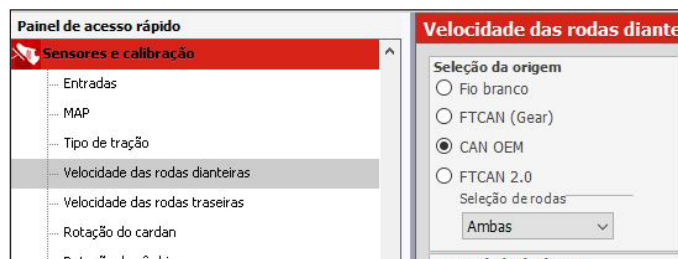 Painel de acesso rápido
Sensores e calibração
Entradas
MAP
Tipo de tração
Velocidade das rodas dianteiras
Velocidade das rodas traseiras
Rotação do cardan
Velocidade das rodas diante
Seleção da origem
Fio branco
FTCAN (Gear)
CAN OEM
FTCAN 2.0
Seleção de rodas
Ambas